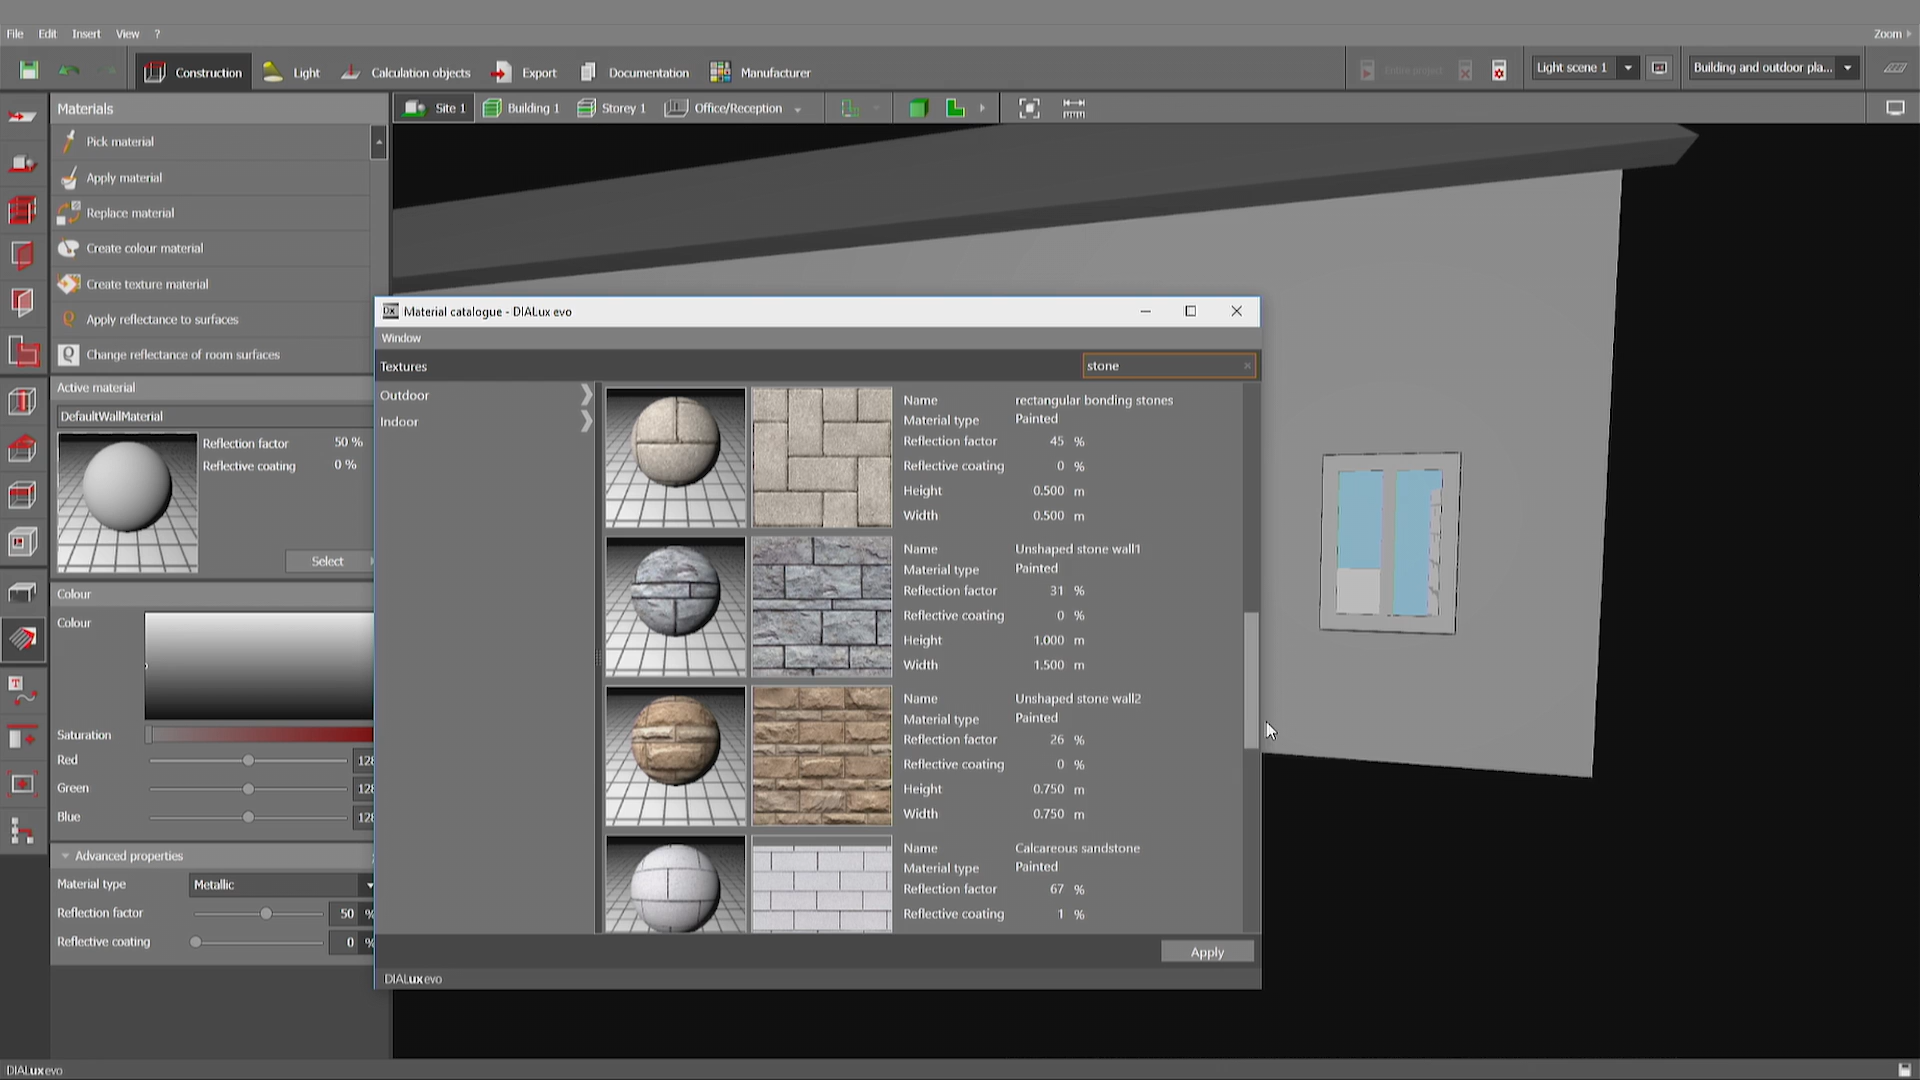 File Edit Insert View ? Zoom
Construction Light Calculation objects Export Documentation Manufacturer Light scene 1 Building and outdoor pla...
Materials
Site 1 Building 1 Storey 1 Office/Reception
Pick material
Apply material
Replace material
Create colour material
Create texture material
Apply reflectance to surfaces
Change reflectance of room surfaces
Active material
DefaultWallMaterial
Reflection factor 50 %
Reflective coating 0 %
Select
Colour
Colour
Saturation
Red 128
Green 128
Blue 128
Advanced properties
Material type Metallic
Reflection factor 50 %
Reflective coating 0 %
Material catalogue - DIALux evo
Window
Textures stone
Outdoor
Indoor
Name rectangular bonding stones
Material type Painted
Reflection factor 45 %
Reflective coating 0 %
Height 0.500 m
Width 0.500 m
Name Unshaped stone wall1
Material type Painted
Reflection factor 31 %
Reflective coating 0 %
Height 1.000 m
Width 1.500 m
Name Unshaped stone wall2
Material type Painted
Reflection factor 26 %
Reflective coating 0 %
Height 0.750 m
Width 0.750 m
Name Calcareous sandstone
Material type Painted
Reflection factor 67 %
Reflective coating 1 %
Apply
DIALux evo
DIALux evo